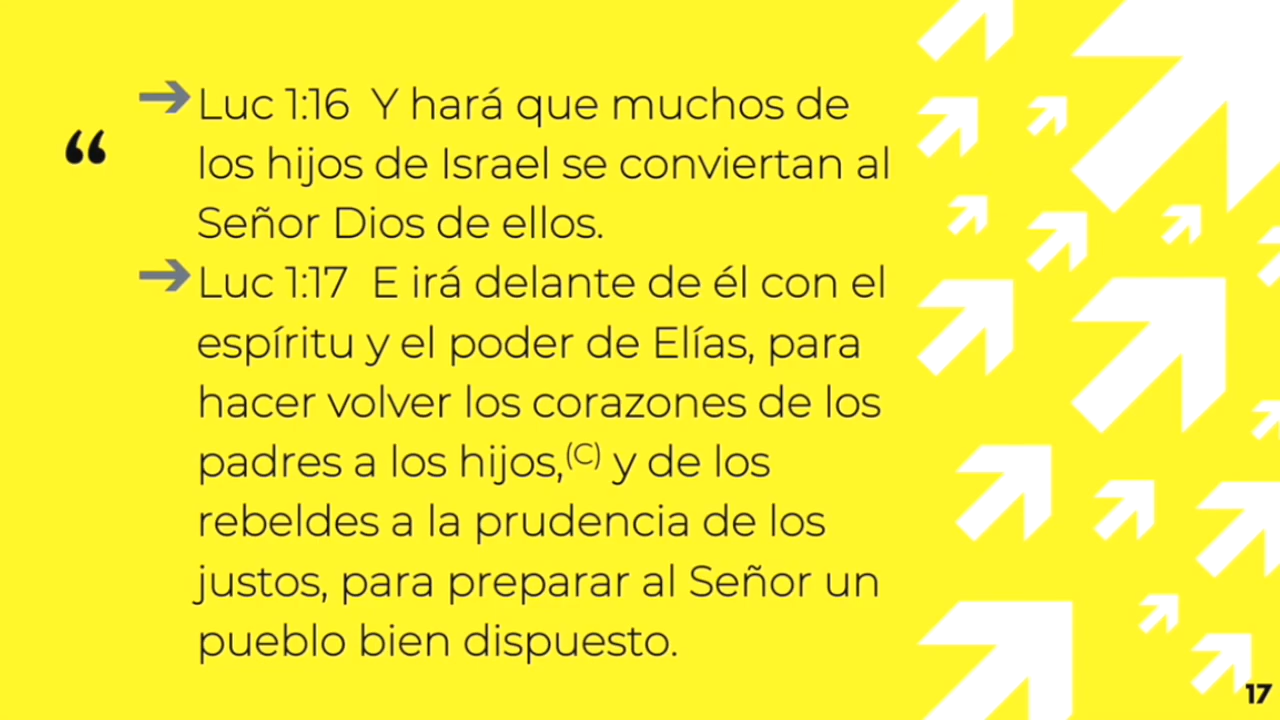 “
➔ Luc 1:16 Y hará que muchos de
los hijos de Israel se conviertan al
Señor Dios de ellos.
➔ Luc 1:17 E irá delante de él con el
espíritu y el poder de Elías, para
hacer volver los corazones de los
padres a los hijos,(C) y de los
rebeldes a la prudencia de los
justos, para preparar al Señor un
pueblo bien dispuesto.
17